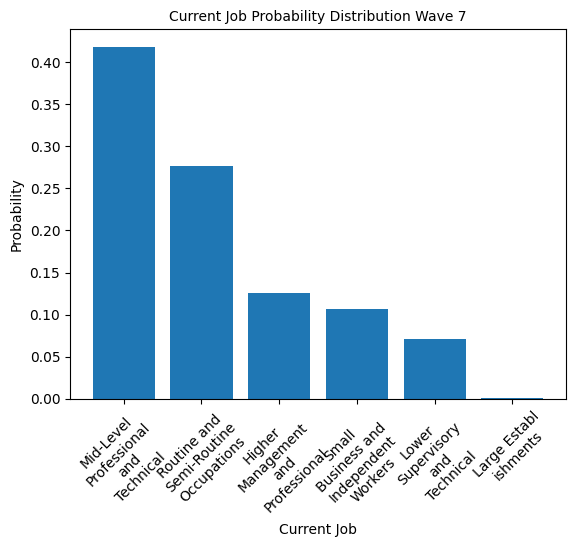 Current Job Probability Distribution Wave 7
Probability
0.40
0.35
0.30
0.25
0.20
0.15
0.10
0.05
0.00
Mid-Level
Professional
and
Technical
Routine and
Semi-Routine
Occupations
Higher
Management
and
Professional
Small
Business and
Independent
Workers
Lower
Supervisory
and
Technical
Large Establ
ishments
Current Job